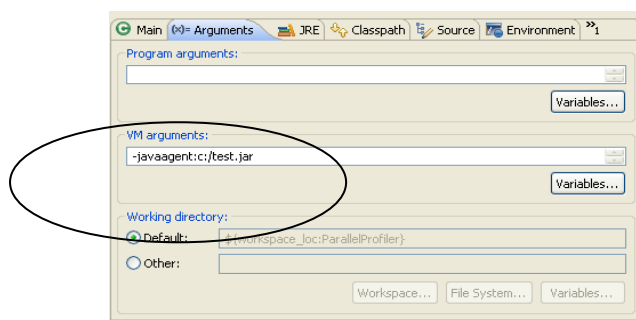 Main (x)= Arguments JRE Classpath Source Environment »1
Program arguments:
Variables...
VM arguments:
-javaagent:c:/test.jar
Variables...
Working directory:
Default: ${workspace_loc:ParallelProfiler}
Other:
Workspace... File System... Variables...